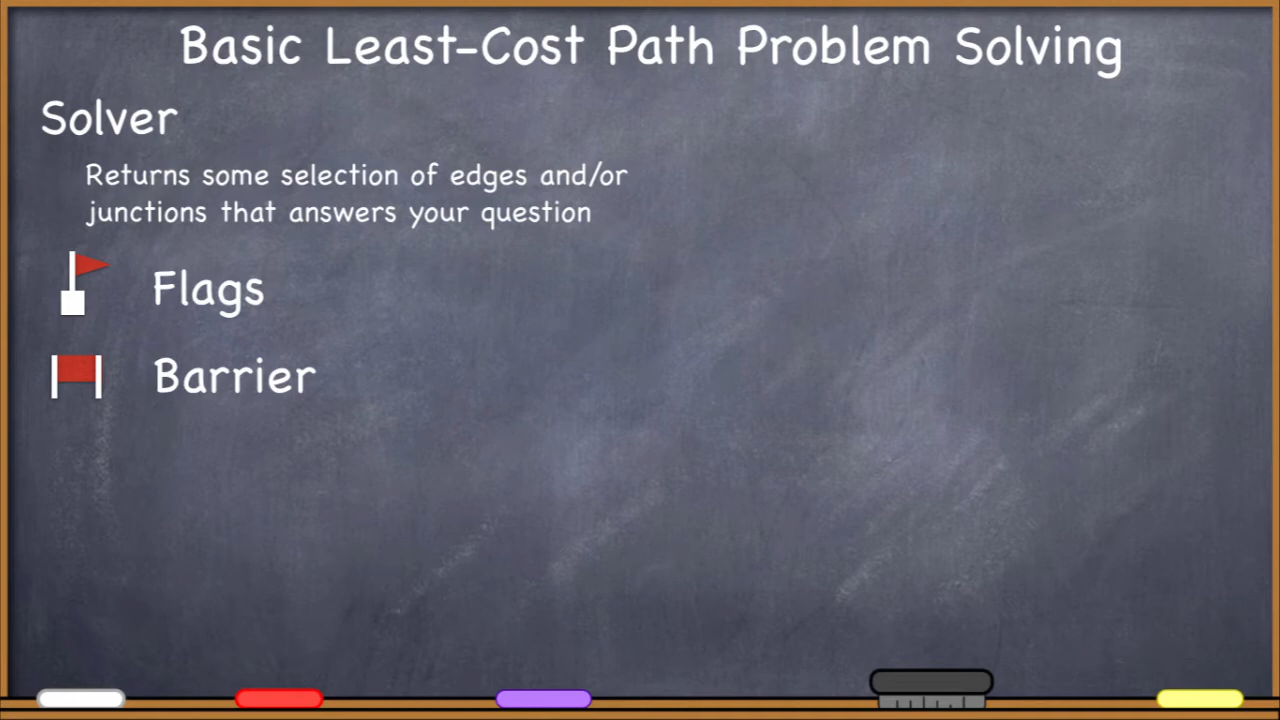 Basic Least-Cost Path Problem Solving
Solver
Returns some selection of edges and/or
junctions that answers your question
Flags
Barrier